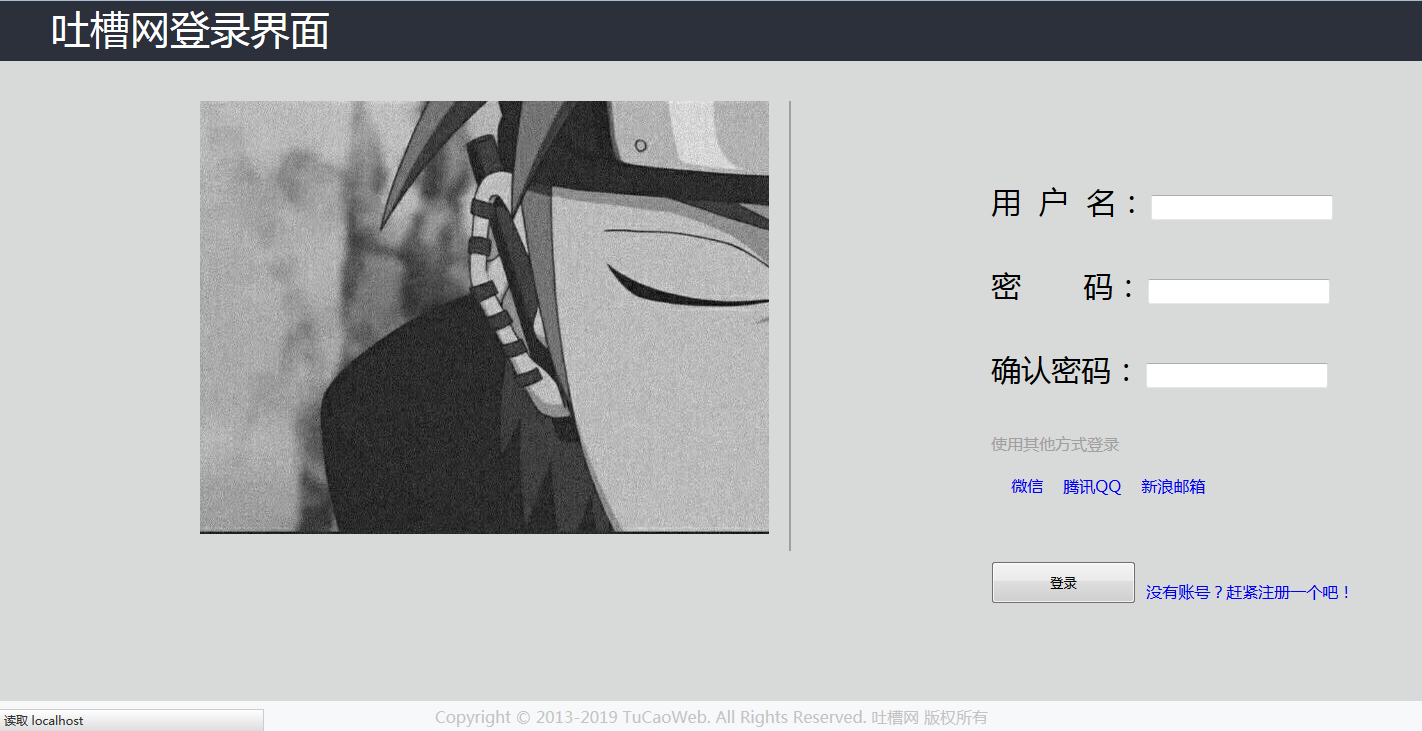 吐槽网登录界面
用 户 名：
密 码：
确认密码：
使用其他方式登录
微信 腾讯QQ 新浪邮箱
登录 没有账号？赶紧注册一个吧！
读取 localhost
Copyright © 2013-2019 TuCaoWeb. All Rights Reserved. 吐槽网 版权所有